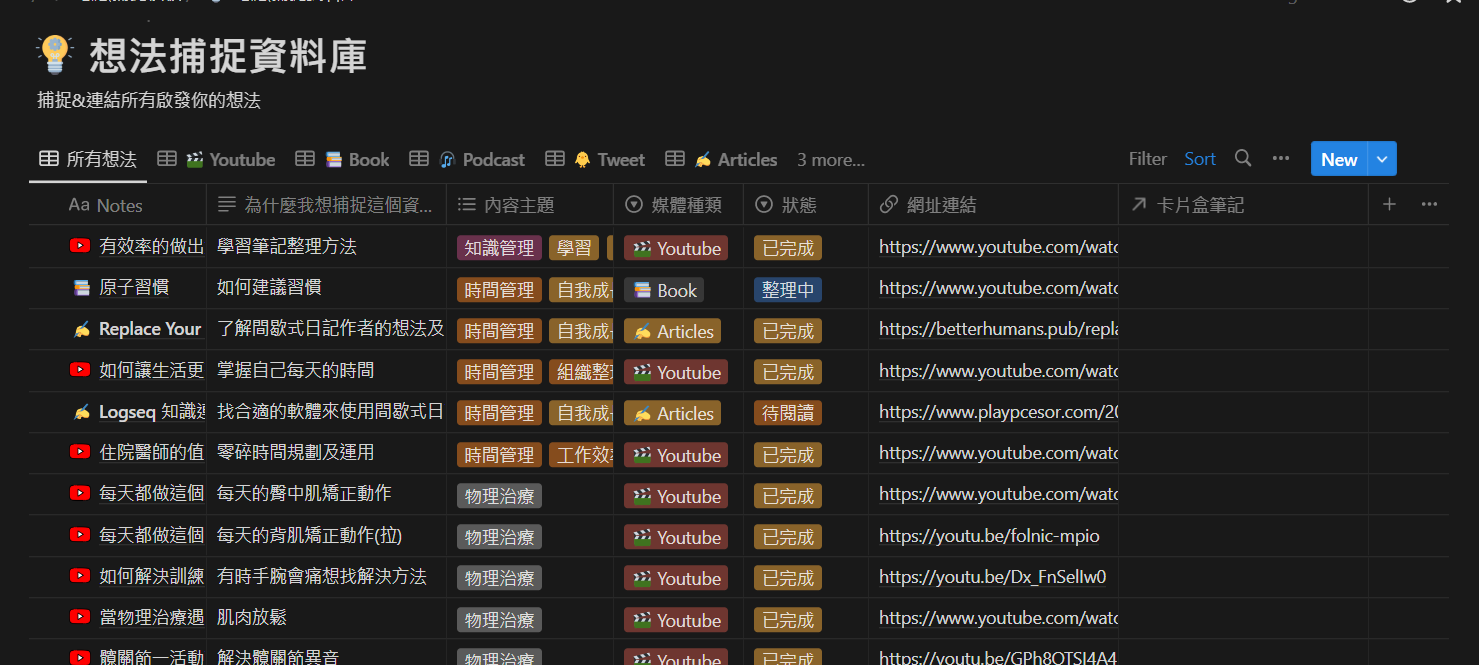 想法捕捉資料庫
捕捉&連結所有啟發你的想法
所有想法 Youtube Book Podcast Tweet Articles 3 more... Filter Sort New
Aa Notes 為什麼我想捕捉這個資... 內容主題 媒體種類 狀態 網址連結 卡片盒筆記
有效率的做出 學習筆記整理方法 知識管理 學習 Youtube 已完成 https://www.youtube.com/watc
原子習慣 如何建議習慣 時間管理 自我成 Book 整理中 https://www.youtube.com/watc
Replace Your 了解間歇式日記作者的想法及 時間管理 自我成 Articles 已完成 https://betterhumans.pub/repla
如何讓生活更 掌握自己每天的時間 時間管理 組織整 Youtube 已完成 https://www.youtube.com/watc
Logseq 知識 找合適的軟體來使用間歇式日 時間管理 自我成 Articles 待閱讀 https://www.playpcesor.com/20
住院醫師的值 零碎時間規劃及運用 時間管理 工作效 Youtube 已完成 https://www.youtube.com/watc
每天都做這個 每天的臀中肌矯正動作 物理治療 Youtube 已完成 https://www.youtube.com/watc
每天都做這個 每天的背肌矯正動作(拉) 物理治療 Youtube 已完成 https://youtu.be/folnic-mpio
如何解決訓練 有時手腕會痛想找解決方法 物理治療 Youtube 已完成 https://youtu.be/Dx_FnSelIw0
當物理治療遇 肌肉放鬆 物理治療 Youtube 已完成 https://www.youtube.com/watc
髖關節一活動 解決髖關節異音 物理治療 Youtube 已完成